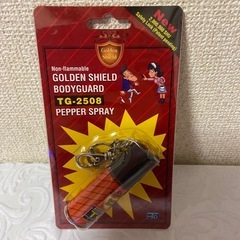 New
Golden
Shield
Non-flammable
GOLDEN SHIELD
BODYGUARD
TG-2508
PEPPER SPRAY